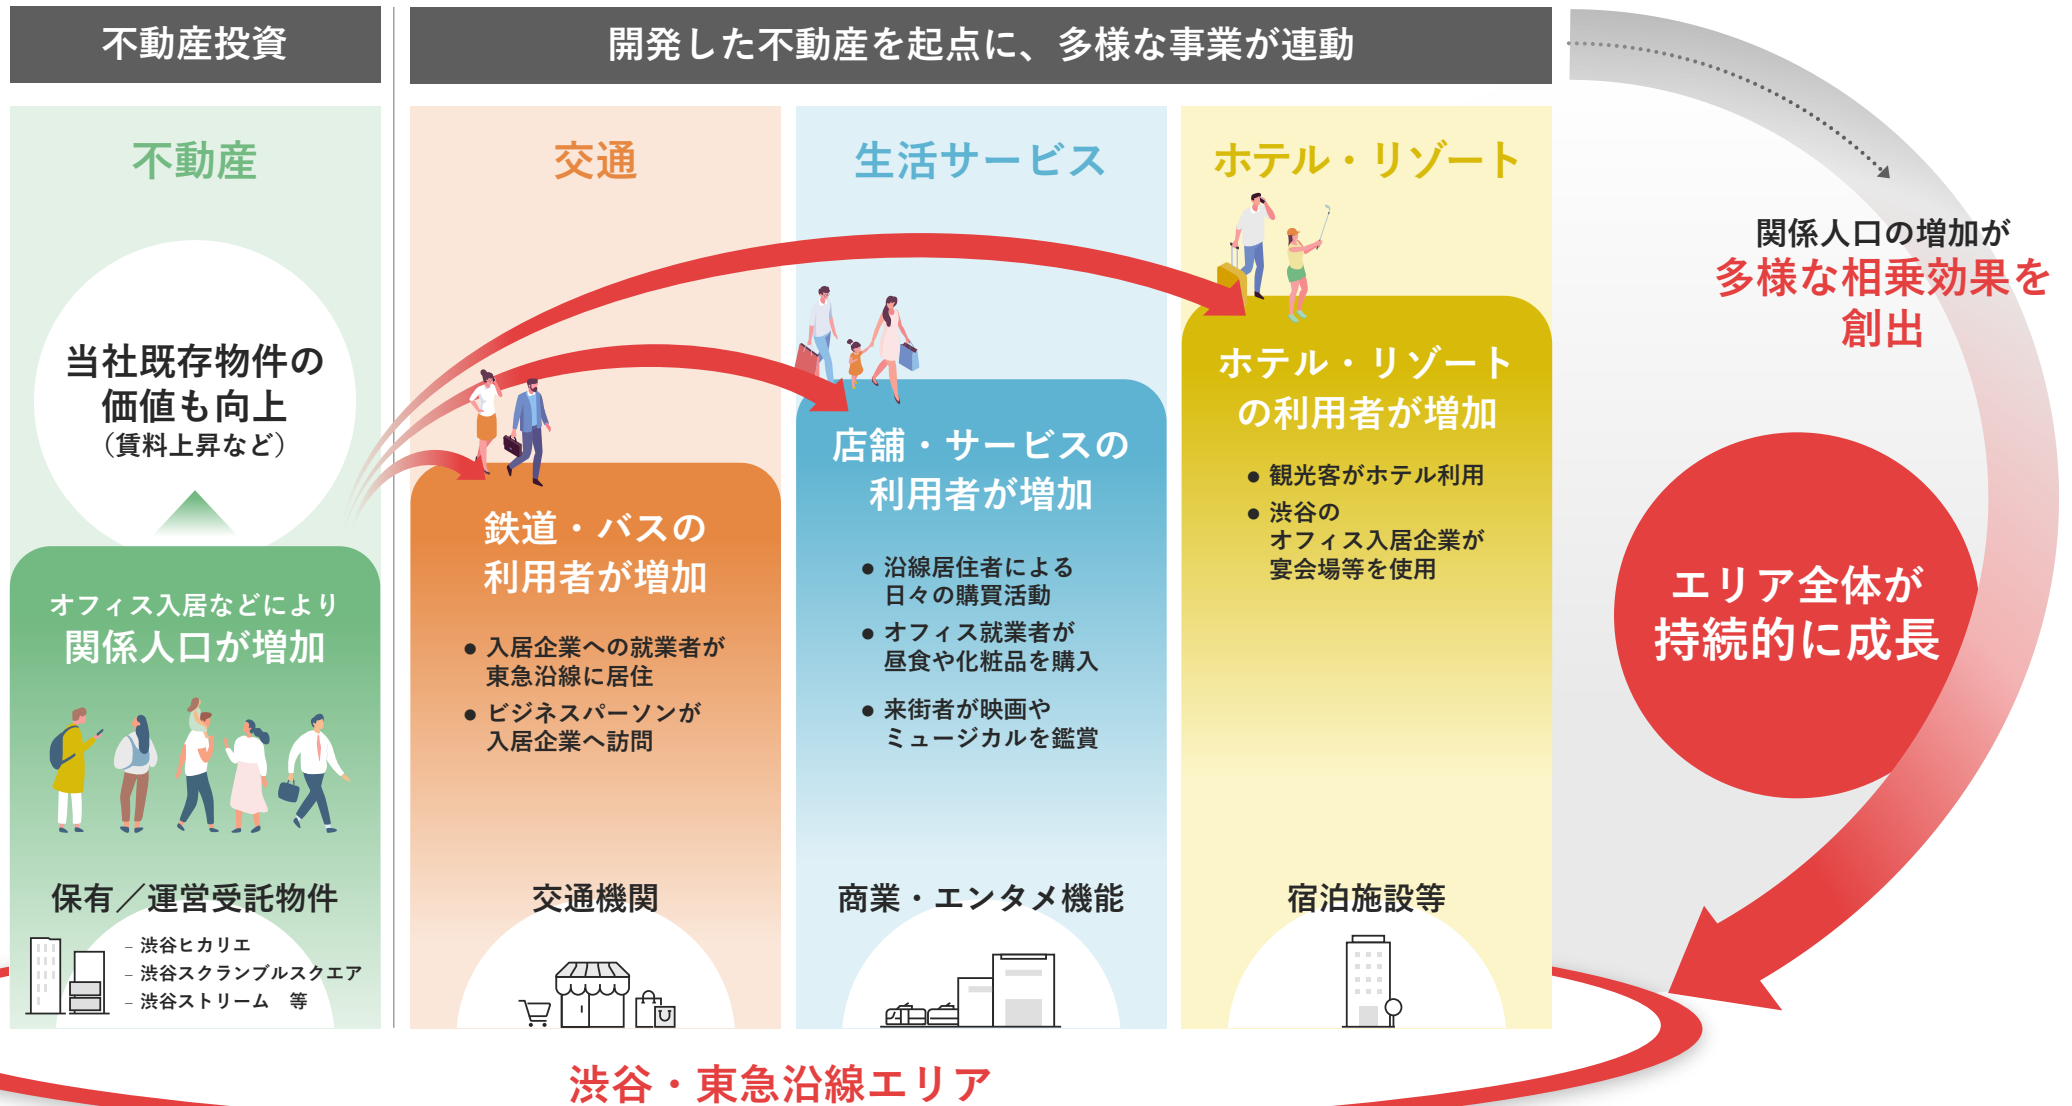 不動産投資
開発した不動産を起点に、多様な事業が連動
不動産
当社既存物件の
価値も向上
（賃料上昇など）
オフィス入居などにより
関係人口が増加
保有／運営受託物件
– 渋谷ヒカリエ
– 渋谷スクランブルスクエア
– 渋谷ストリーム　等
交通
鉄道・バスの
利用者が増加
● 入居企業への就業者が
東急沿線に居住
● ビジネスパーソンが
入居企業へ訪問
交通機関
生活サービス
店舗・サービスの
利用者が増加
● 沿線居住者による
日々の購買活動
● オフィス就業者が
昼食や化粧品を購入
● 来街者が映画や
ミュージカルを鑑賞
商業・エンタメ機能
ホテル・リゾート
ホテル・リゾート
の利用者が増加
● 観光客がホテル利用
● 渋谷の
オフィス入居企業が
宴会場等を使用
宿泊施設等
関係人口の増加が
多様な相乗効果を
創出
エリア全体が
持続的に成長
渋谷・東急沿線エリア